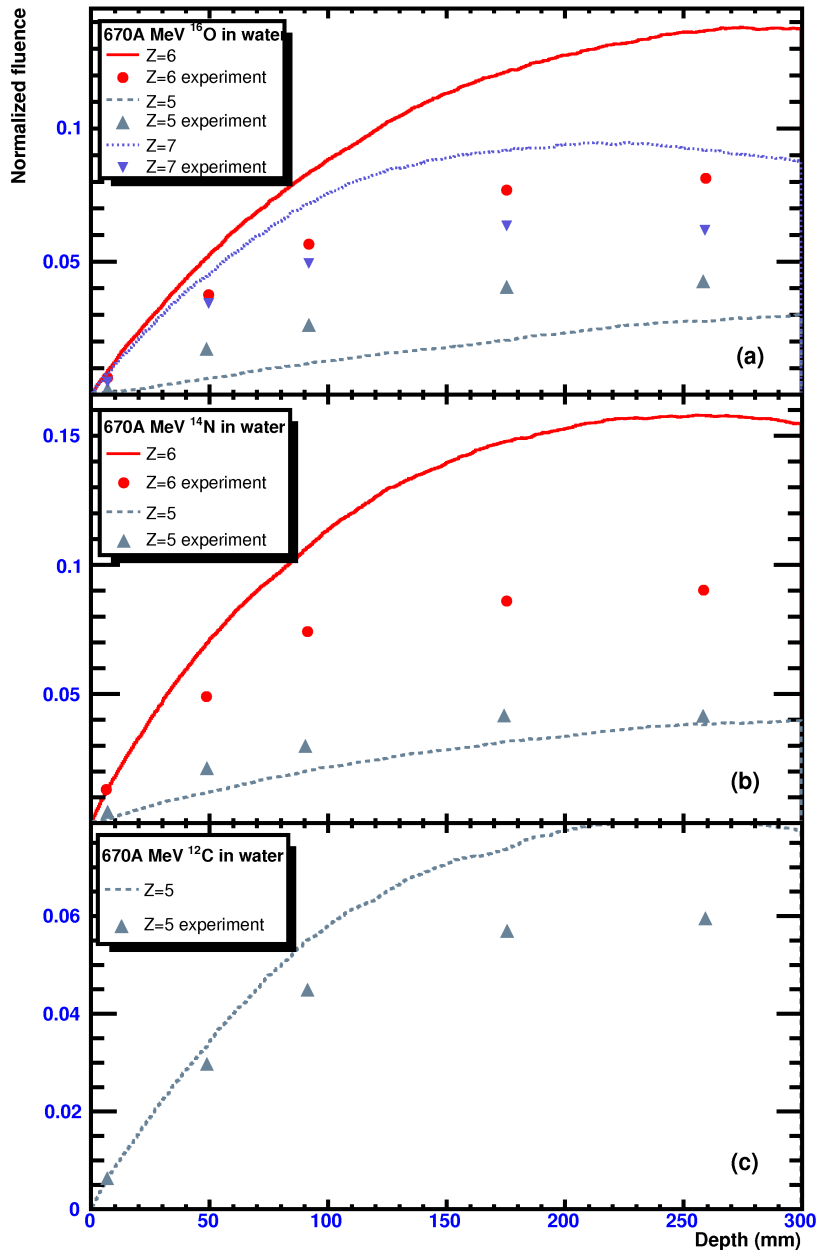 Normalized fluence
670A MeV 16O in water
Z=6
Z=6 experiment
Z=5
Z=5 experiment
Z=7
Z=7 experiment
0.1
0.05
(a)
670A MeV 14N in water
Z=6
Z=6 experiment
Z=5
Z=5 experiment
0.15
0.1
0.05
(b)
670A MeV 12C in water
Z=5
Z=5 experiment
0.06
0.04
0.02
0
(c)
0 50 100 150 200 250 300
Depth (mm)